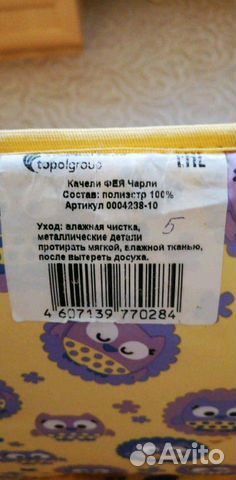 topolgroup
Качели ФЕЯ Чарли
Состав: полиэстр 100%
Артикул 0004238-10
5
Уход: влажная чистка,
металлические детали
протирать мягкой, влажной тканью,
после вытереть досуха.
4 607139 770284
Avito